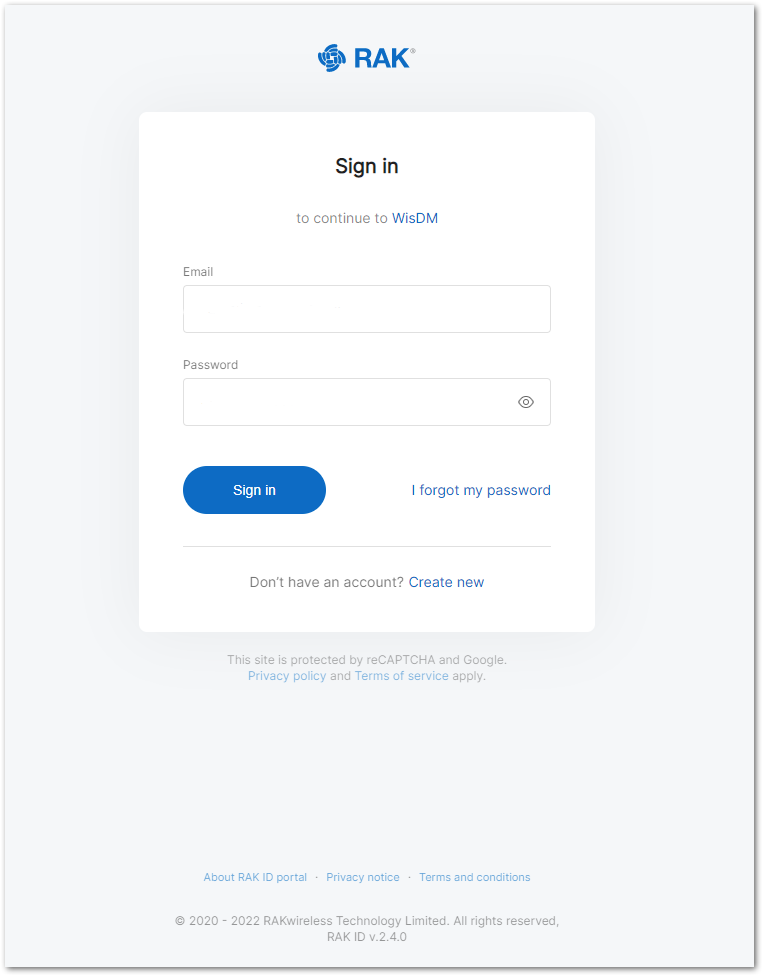 RAK®
Sign in
to continue to WisDM
Email
Password
Sign in
I forgot my password
Don’t have an account? Create new
This site is protected by reCAPTCHA and Google.
Privacy policy and Terms of service apply.
About RAK ID portal · Privacy notice · Terms and conditions
© 2020 - 2022 RAKwireless Technology Limited. All rights reserved,
RAK ID v.2.4.0